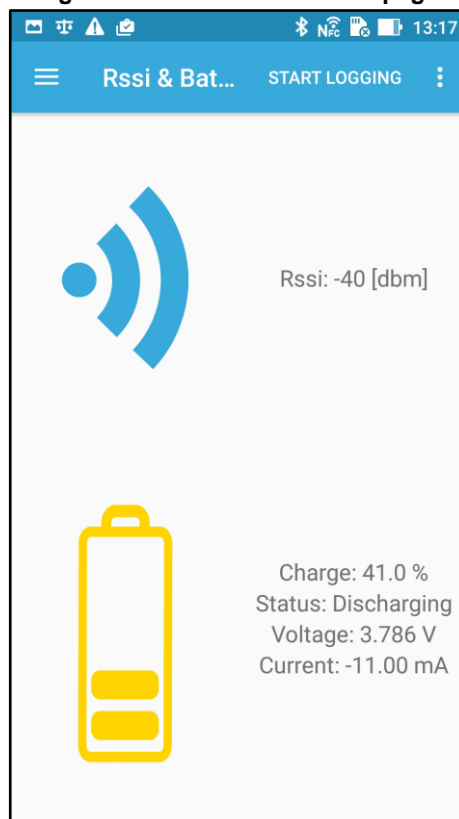 NFC 13:17
Rssi & Bat... START LOGGING
Rssi: -40 [dbm]
Charge: 41.0 %
Status: Discharging
Voltage: 3.786 V
Current: -11.00 mA